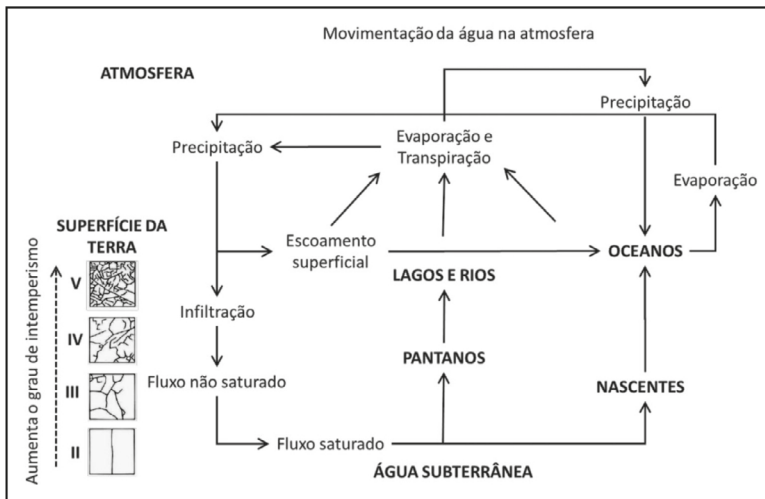 Movimentação da água na atmosfera
ATMOSFERA
Precipitação
Precipitação
Evaporação e
Transpiração
Evaporação
SUPERFÍCIE DA
TERRA
Escoamento
superficial
OCEANOS
LAGOS E RIOS
V
Infiltração
IV
PANTANOS
Fluxo não saturado
III
NASCENTES
II
Fluxo saturado
ÁGUA SUBTERRÂNEA
Aumenta o grau de intemperismo